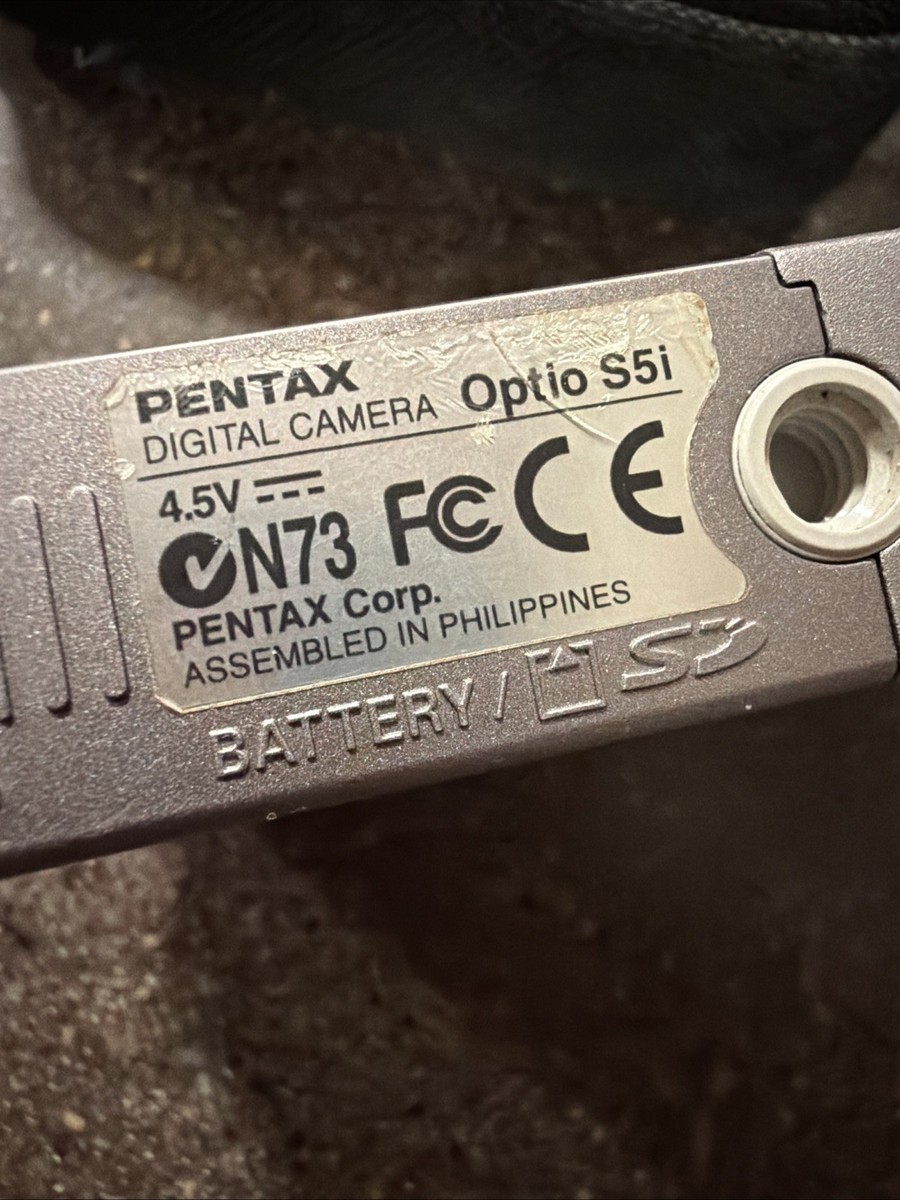 PENTAX
DIGITAL CAMERA Optio S5i
4.5V
N73 FC CE
PENTAX Corp.
ASSEMBLED IN PHILIPPINES
BATTERY / SD